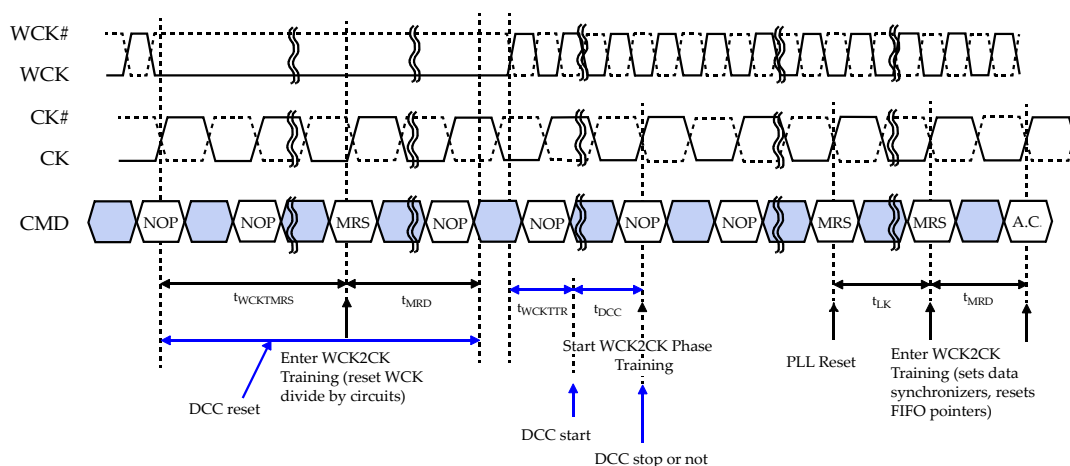 WCK#
WCK
CK#
CK
CMD
NOP NOP MRS NOP NOP NOP NOP MRS MRS A.C.
tWCKTMRS tMRD tWCKTTR tDCC tLK tMRD
Enter WCK2CK
Training (reset WCK
divide by circuits)
DCC reset
Start WCK2CK Phase
Training
DCC start
DCC stop or not
PLL Reset
Enter WCK2CK
Training (sets data
synchronizers, resets
FIFO pointers)